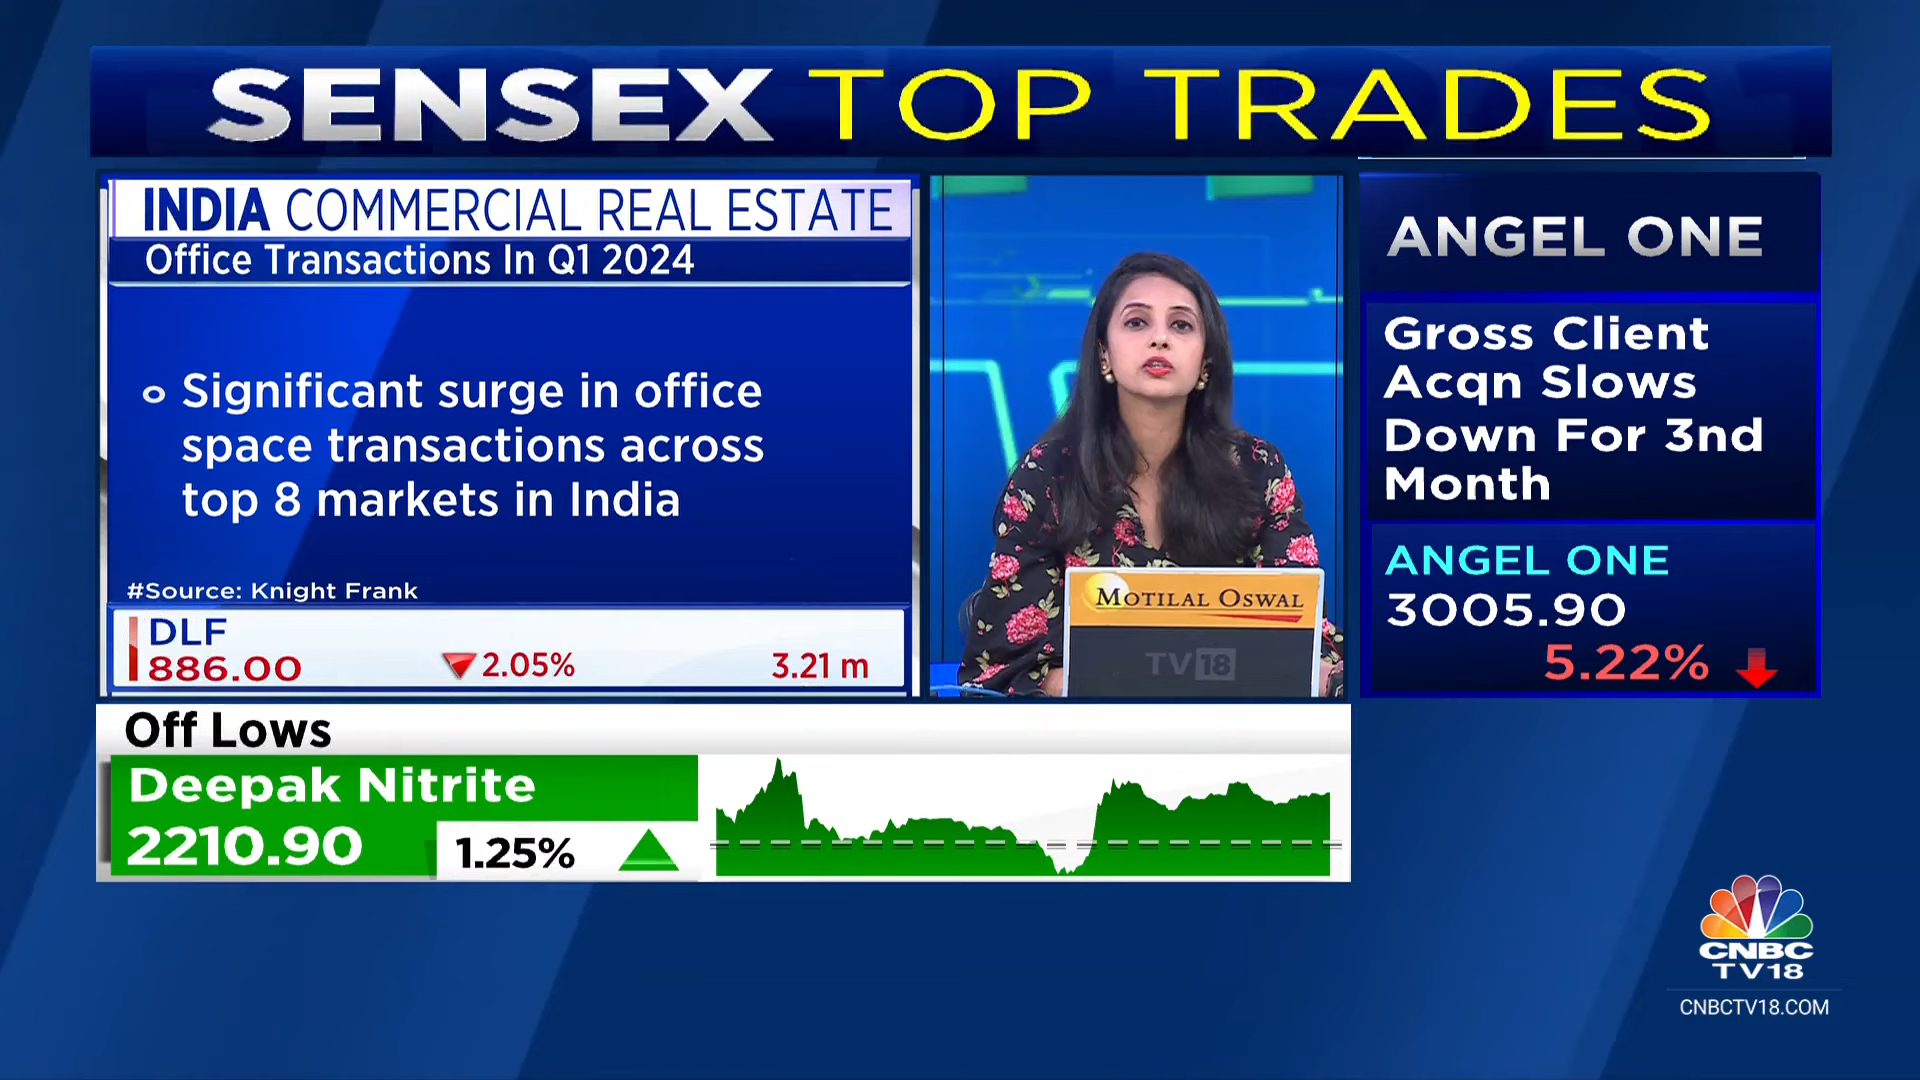 SENSEX TOP TRADES
INDIA COMMERCIAL REAL ESTATE
Office Transactions In Q1 2024
Significant surge in office
space transactions across
top 8 markets in India
#Source: Knight Frank
DLF
886.00 2.05% 3.21 m
MOTILAL OSWAL
TV18
ANGEL ONE
Gross Client
Acqn Slows
Down For 3nd
Month
ANGEL ONE
3005.90
5.22%
Off Lows
Deepak Nitrite
2210.90 1.25%
CNBC
TV18
CNBCTV18.COM